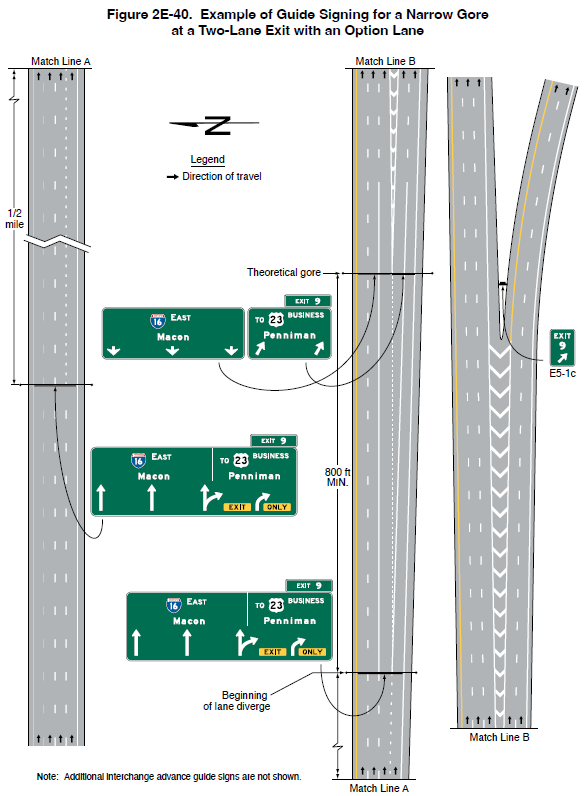 Figure 2E-40. Example of Guide Signing for a Narrow Gore
at a Two-Lane Exit with an Option Lane
Match Line A
Match Line B
N
Legend
Direction of travel
1/2
mile
Theoretical gore
EXIT 9
16 EAST
Macon
TO 23 BUSINESS
Penniman
EXIT
9
E5-1c
EXIT 9
16 EAST
Macon
TO 23 BUSINESS
Penniman
EXIT ONLY
800 ft
MIN.
EXIT 9
16 EAST
Macon
TO 23 BUSINESS
Penniman
EXIT ONLY
Beginning
of lane diverge
Match Line B
Note: Additional interchange advance guide signs are not shown.
Match Line A